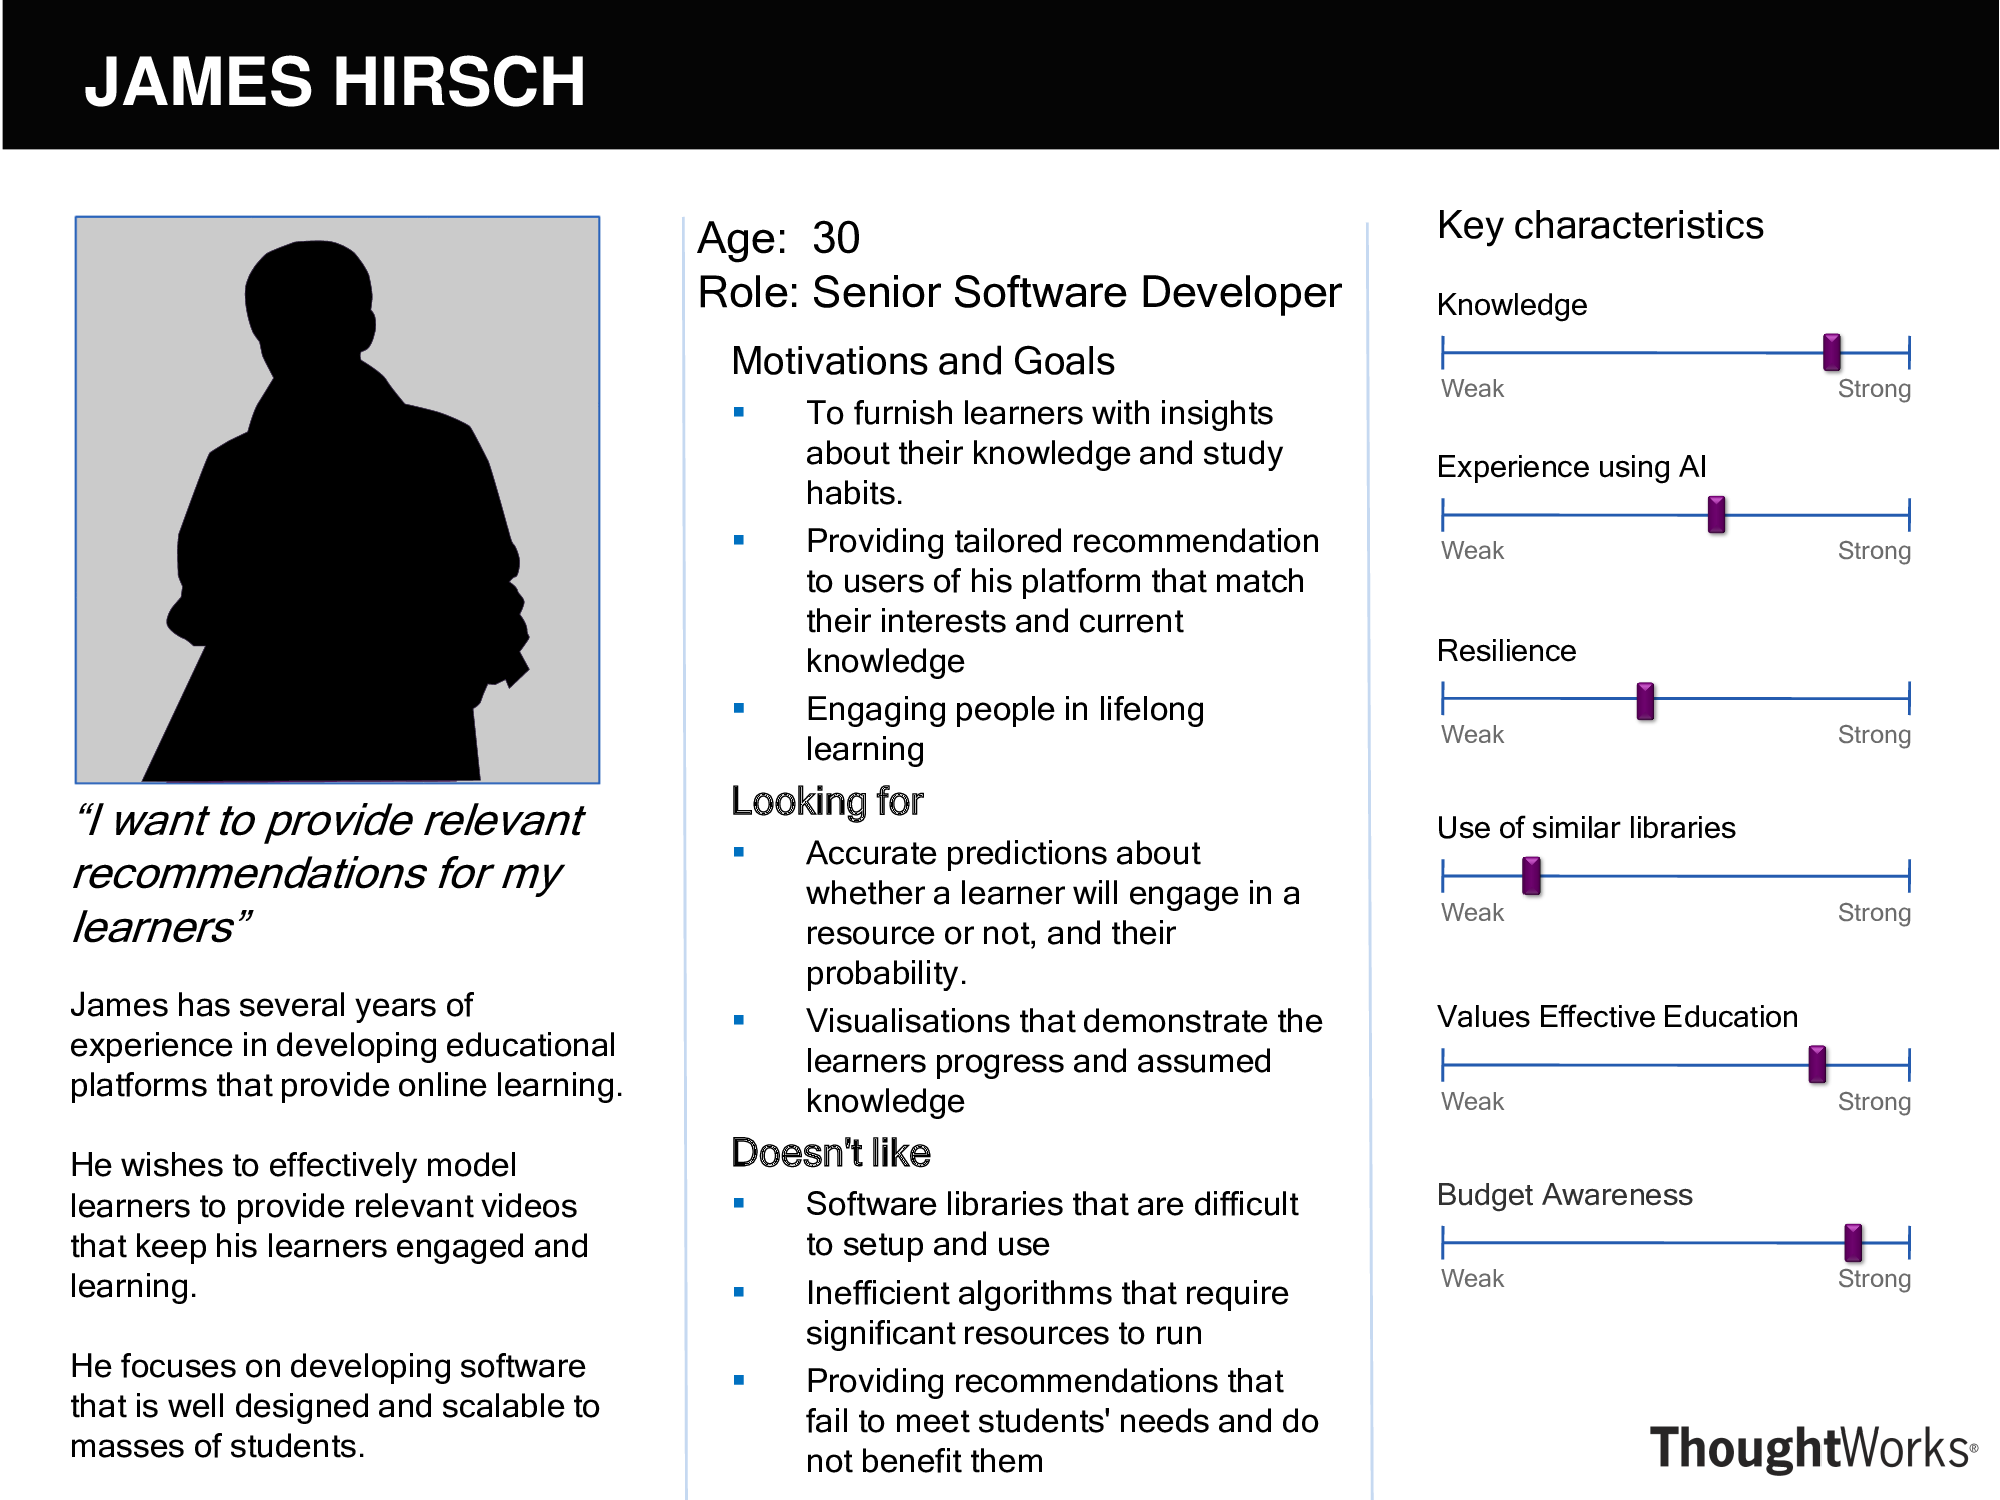 JAMES HIRSCH
“I want to provide relevant
recommendations for my
learners”
James has several years of
experience in developing educational
platforms that provide online learning.
He wishes to effectively model
learners to provide relevant videos
that keep his learners engaged and
learning.
He focuses on developing software
that is well designed and scalable to
masses of students.
Age: 30
Role: Senior Software Developer
Motivations and Goals
▪ To furnish learners with insights
about their knowledge and study
habits.
▪ Providing tailored recommendation
to users of his platform that match
their interests and current
knowledge
▪ Engaging people in lifelong
learning
Looking for
▪ Accurate predictions about
whether a learner will engage in a
resource or not, and their
probability.
▪ Visualisations that demonstrate the
learners progress and assumed
knowledge
Doesn't like
▪ Software libraries that are difficult
to setup and use
▪ Inefficient algorithms that require
significant resources to run
▪ Providing recommendations that
fail to meet students' needs and do
not benefit them
Key characteristics
Knowledge
Weak Strong
Experience using AI
Weak Strong
Resilience
Weak Strong
Use of similar libraries
Weak Strong
Values Effective Education
Weak Strong
Budget Awareness
Weak Strong
ThoughtWorks®